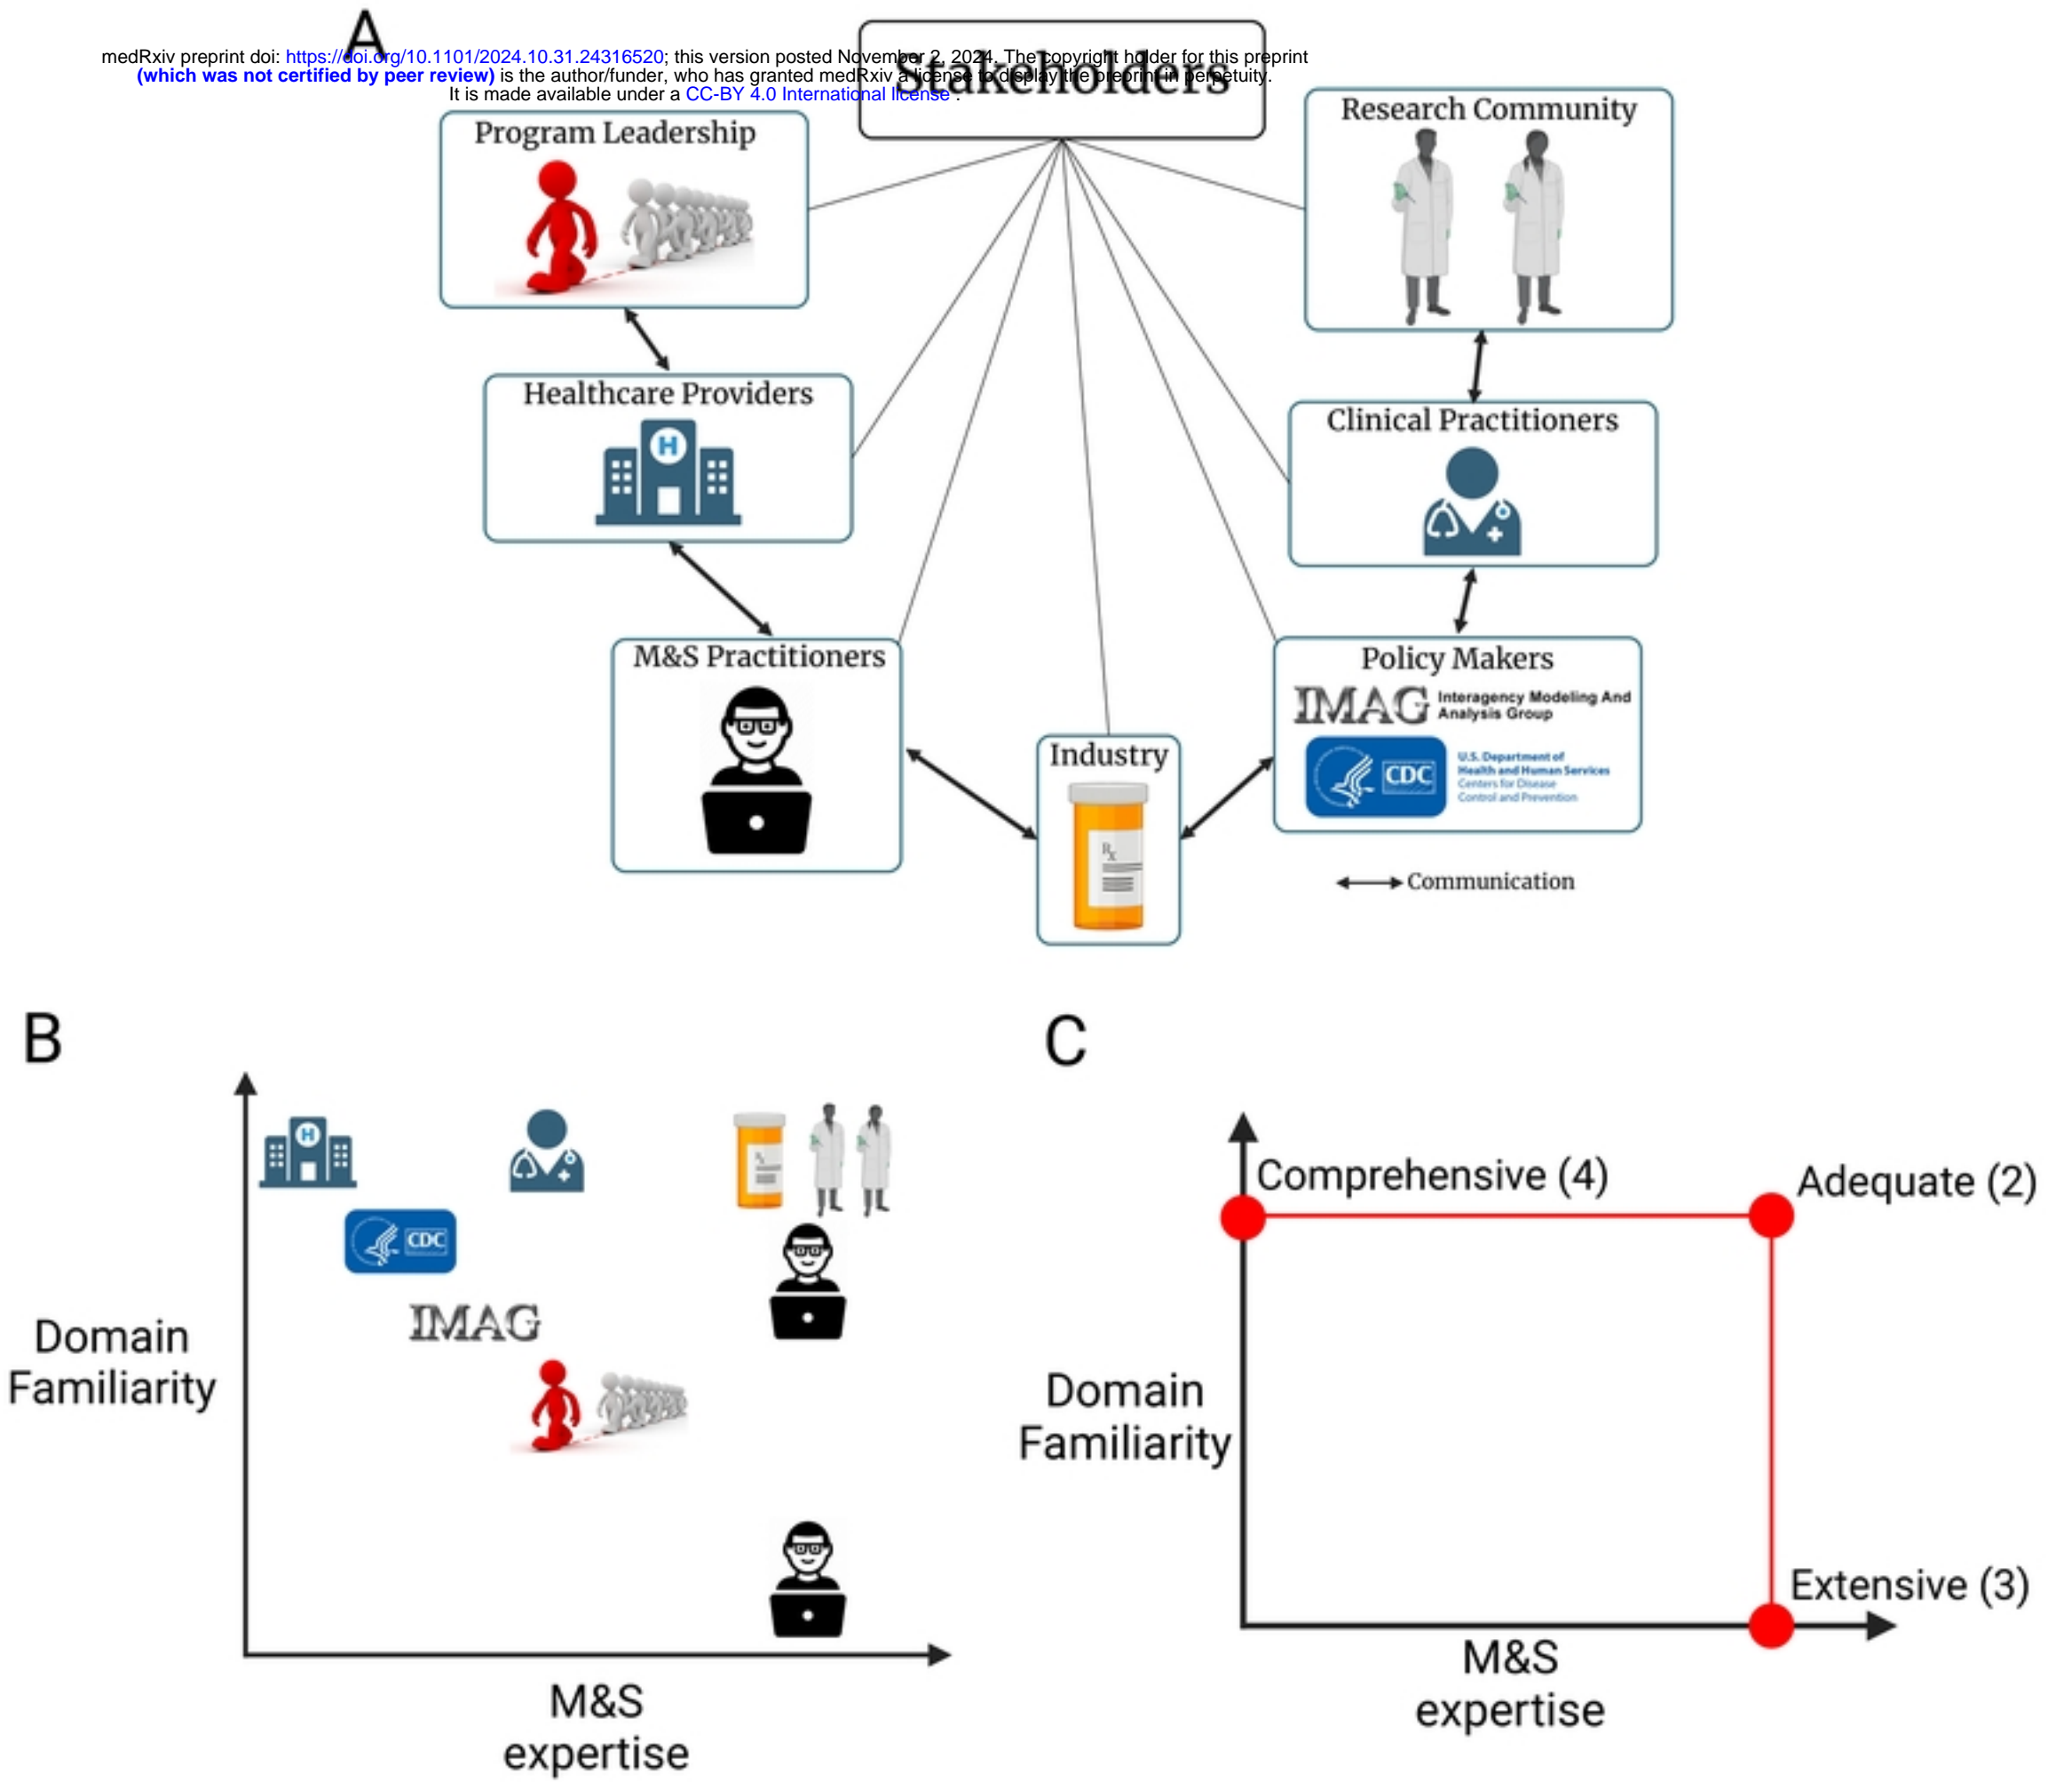 A
medRxiv preprint doi: https://doi.org/10.1101/2024.10.31.24316520; this version posted November 2, 2024. The copyright holder for this preprint
(which was not certified by peer review) is the author/funder, who has granted medRxiv a license to display the preprint in perpetuity.
It is made available under a CC-BY 4.0 International license .
Stakeholders
Program Leadership
Research Community
Healthcare Providers
H
Clinical Practitioners
M&S Practitioners
Policy Makers
IMAG Interagency Modeling And
Analysis Group
CDC
U.S. Department of
Health and Human Services
Centers for Disease
Control and Prevention
Industry
Rx
Communication
B
H
CDC
IMAG
Domain
Familiarity
M&S
expertise
C
Comprehensive (4)
Adequate (2)
Domain
Familiarity
Extensive (3)
M&S
expertise